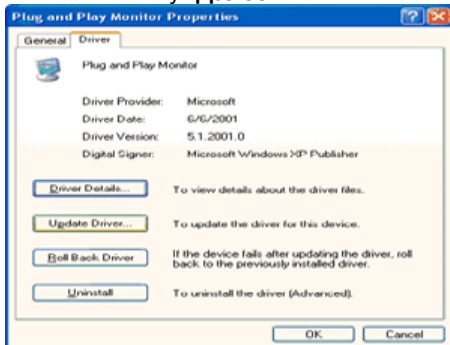 Plug and Play Monitor Properties
General Driver
Plug and Play Monitor
Driver Provider: Microsoft
Driver Date: 6/6/2001
Driver Version: 5.1.2001.0
Digital Signer: Microsoft Windows XP Publisher
Driver Details... To view details about the driver files.
Update Driver... To update the driver for this device.
Roll Back Driver If the device fails after updating the driver, roll
back to the previously installed driver.
Uninstall To uninstall the driver (Advanced).
OK Cancel